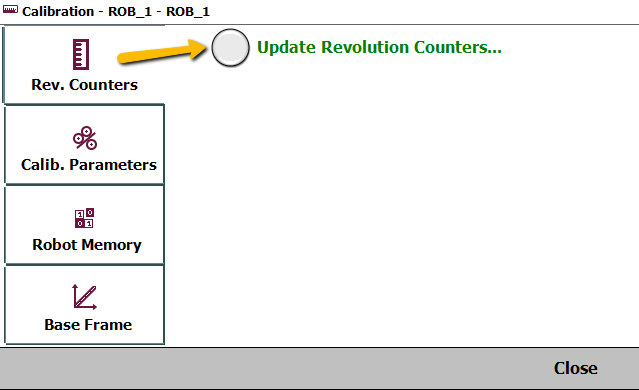 Calibration - ROB_1 - ROB_1
Rev. Counters
Update Revolution Counters...
Calib. Parameters
1 0
0 1
Robot Memory
Base Frame
Close